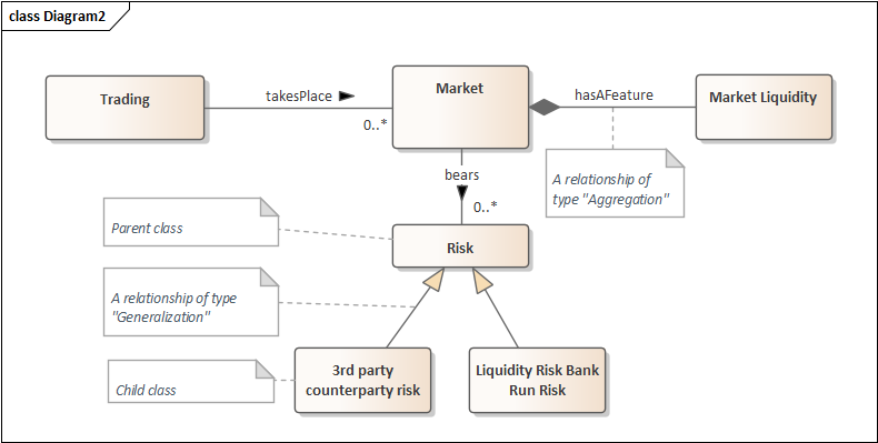 class Diagram2
Trading
takesPlace
0..*
Market
hasAFeature
Market Liquidity
A relationship of
type "Aggregation"
bears
0..*
Parent class
Risk
A relationship of type
"Generalization"
Child class
3rd party
counterparty risk
Liquidity Risk Bank
Run Risk